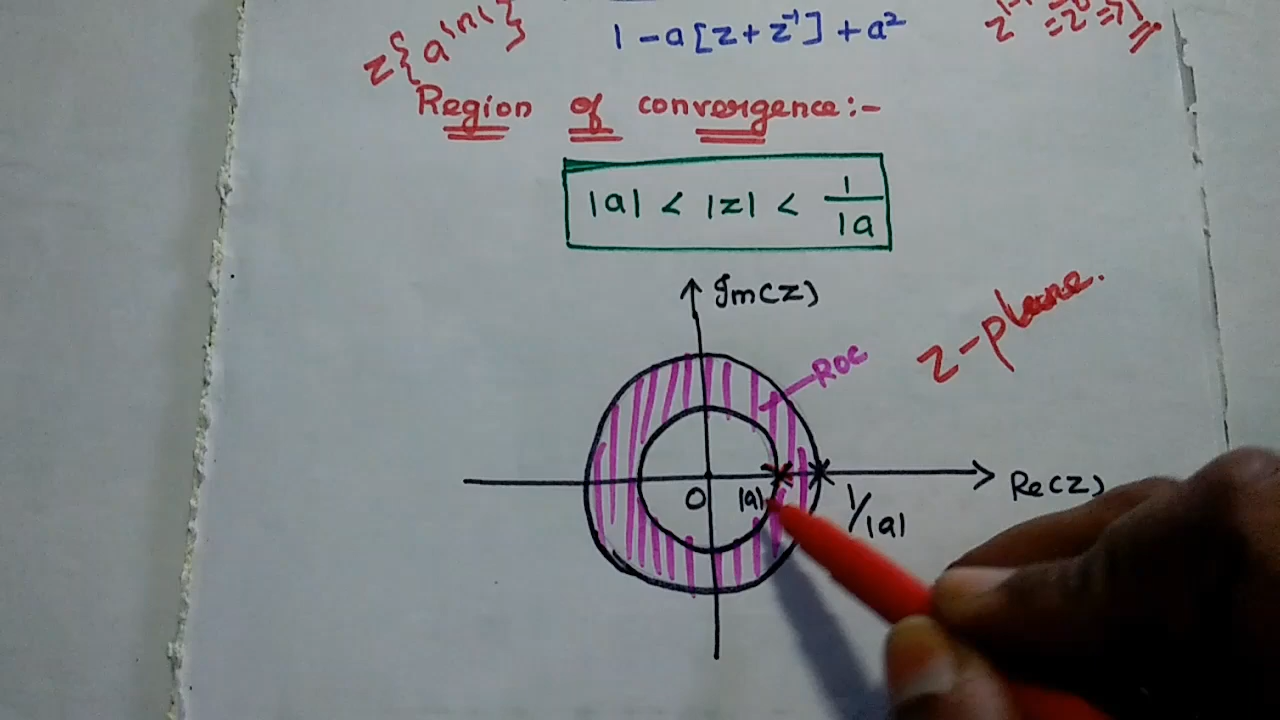 z{a^|n|}
1 - a[z+z⁻¹] + a²
Region of convergence:-
|a| < |z| < 1/|a
Im(z)
z-plane.
ROC
0 |a|
1/|a|
Re(z)